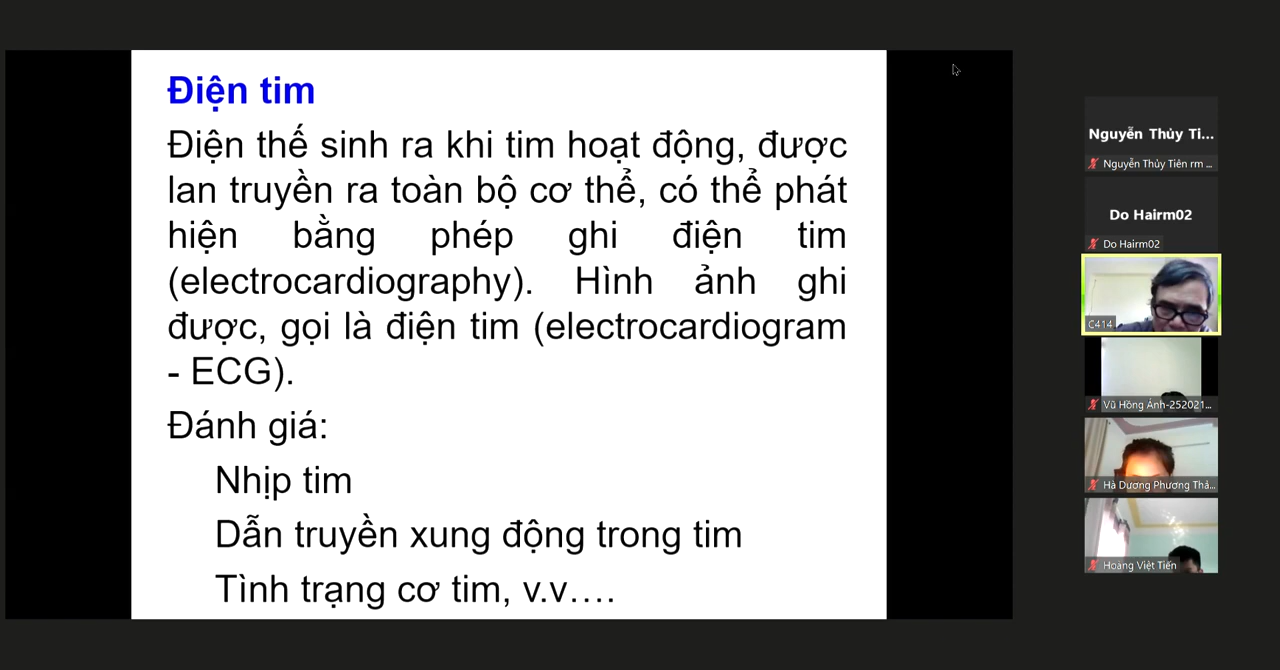 Điện tim
Điện thế sinh ra khi tim hoạt động, được
lan truyền ra toàn bộ cơ thể, có thể phát
hiện bằng phép ghi điện tim
(electrocardiography). Hình ảnh ghi
được, gọi là điện tim (electrocardiogram
- ECG).
Đánh giá:
Nhịp tim
Dẫn truyền xung động trong tim
Tình trạng cơ tim, v.v….
Nguyễn Thủy Ti...
Nguyễn Thủy Tiên rm ...
Do Hairm02
Do Hairm02
C414
Vũ Hồng Ánh-252021...
Hà Dương Phương Thả...
Hoàng Việt Tiến